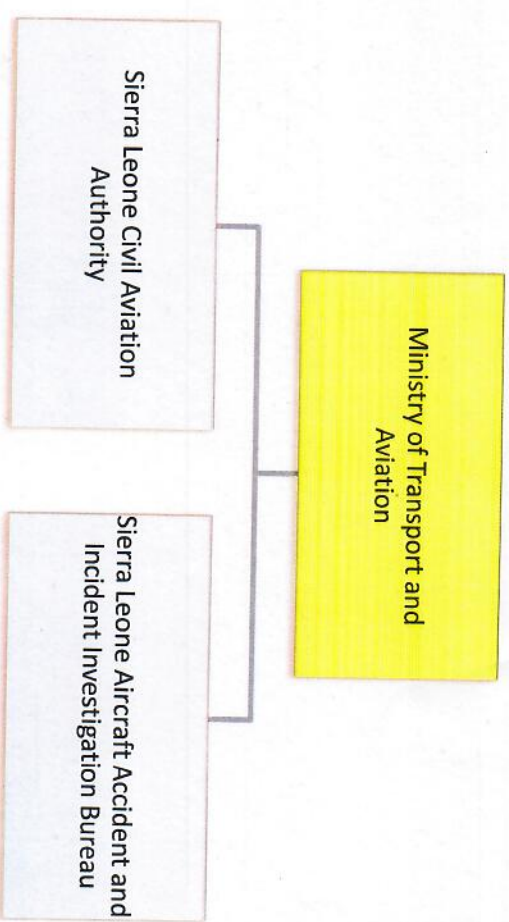 Ministry of Transport and
Aviation
Sierra Leone Civil Aviation
Authority
Sierra Leone Aircraft Accident and
Incident Investigation Bureau